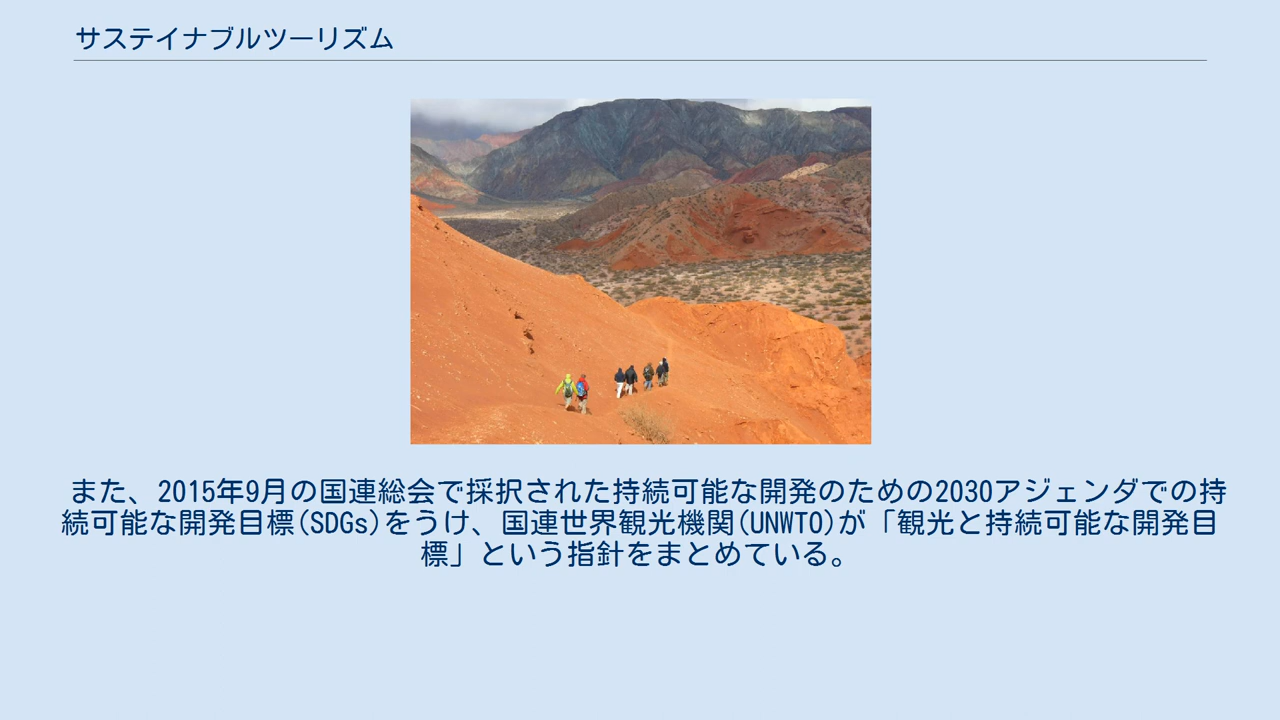 サステイナブルツーリズム
また、2015年9月の国連総会で採択された持続可能な開発のための2030アジェンダでの持
続可能な開発目標(SDGs)をうけ、国連世界観光機関(UNWTO)が「観光と持続可能な開発目
標」という指針をまとめている。